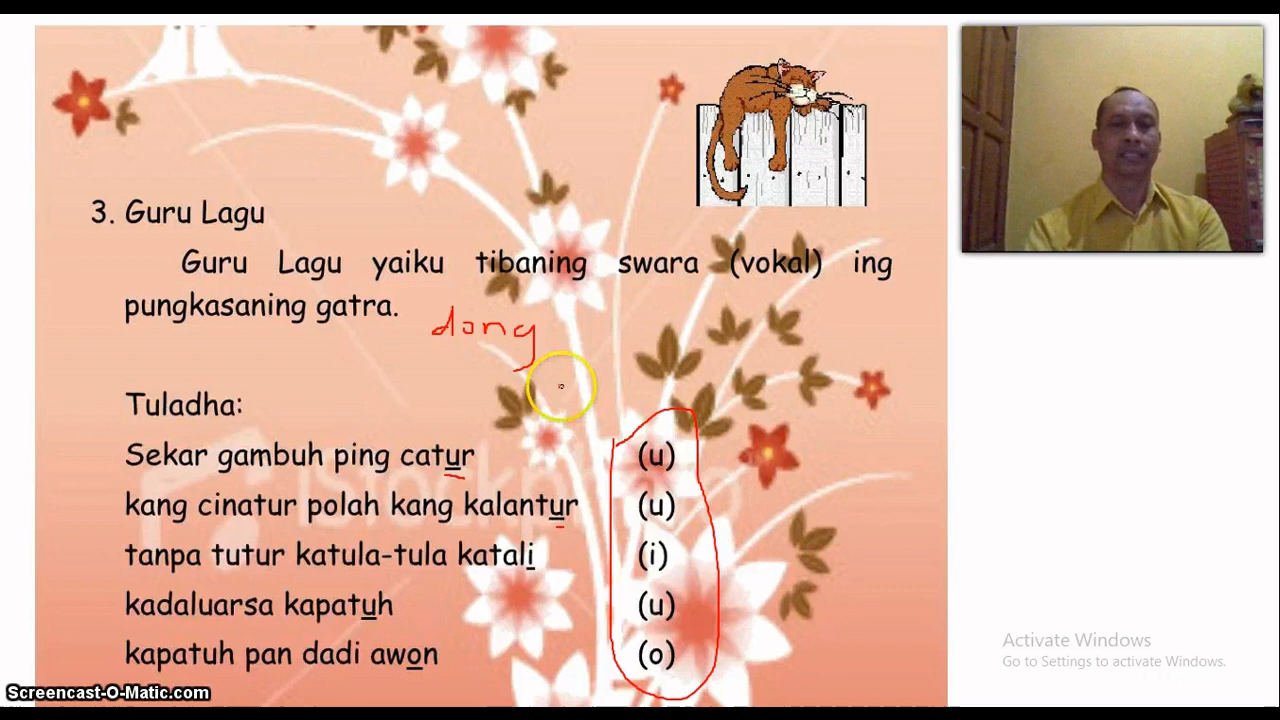 3. Guru Lagu
Guru Lagu yaiku tibaning swara (vokal) ing
pungkasaning gatra.
dong
Tuladha:
Sekar gambuh ping catur (u)
kang cinatur polah kang kalantur (u)
tanpa tutur katula-tula katali (i)
kadaluarsa kapatuh (u)
kapatuh pan dadi awon (o)
Activate Windows
Go to Settings to activate Windows.
Screencast-O-Matic.com